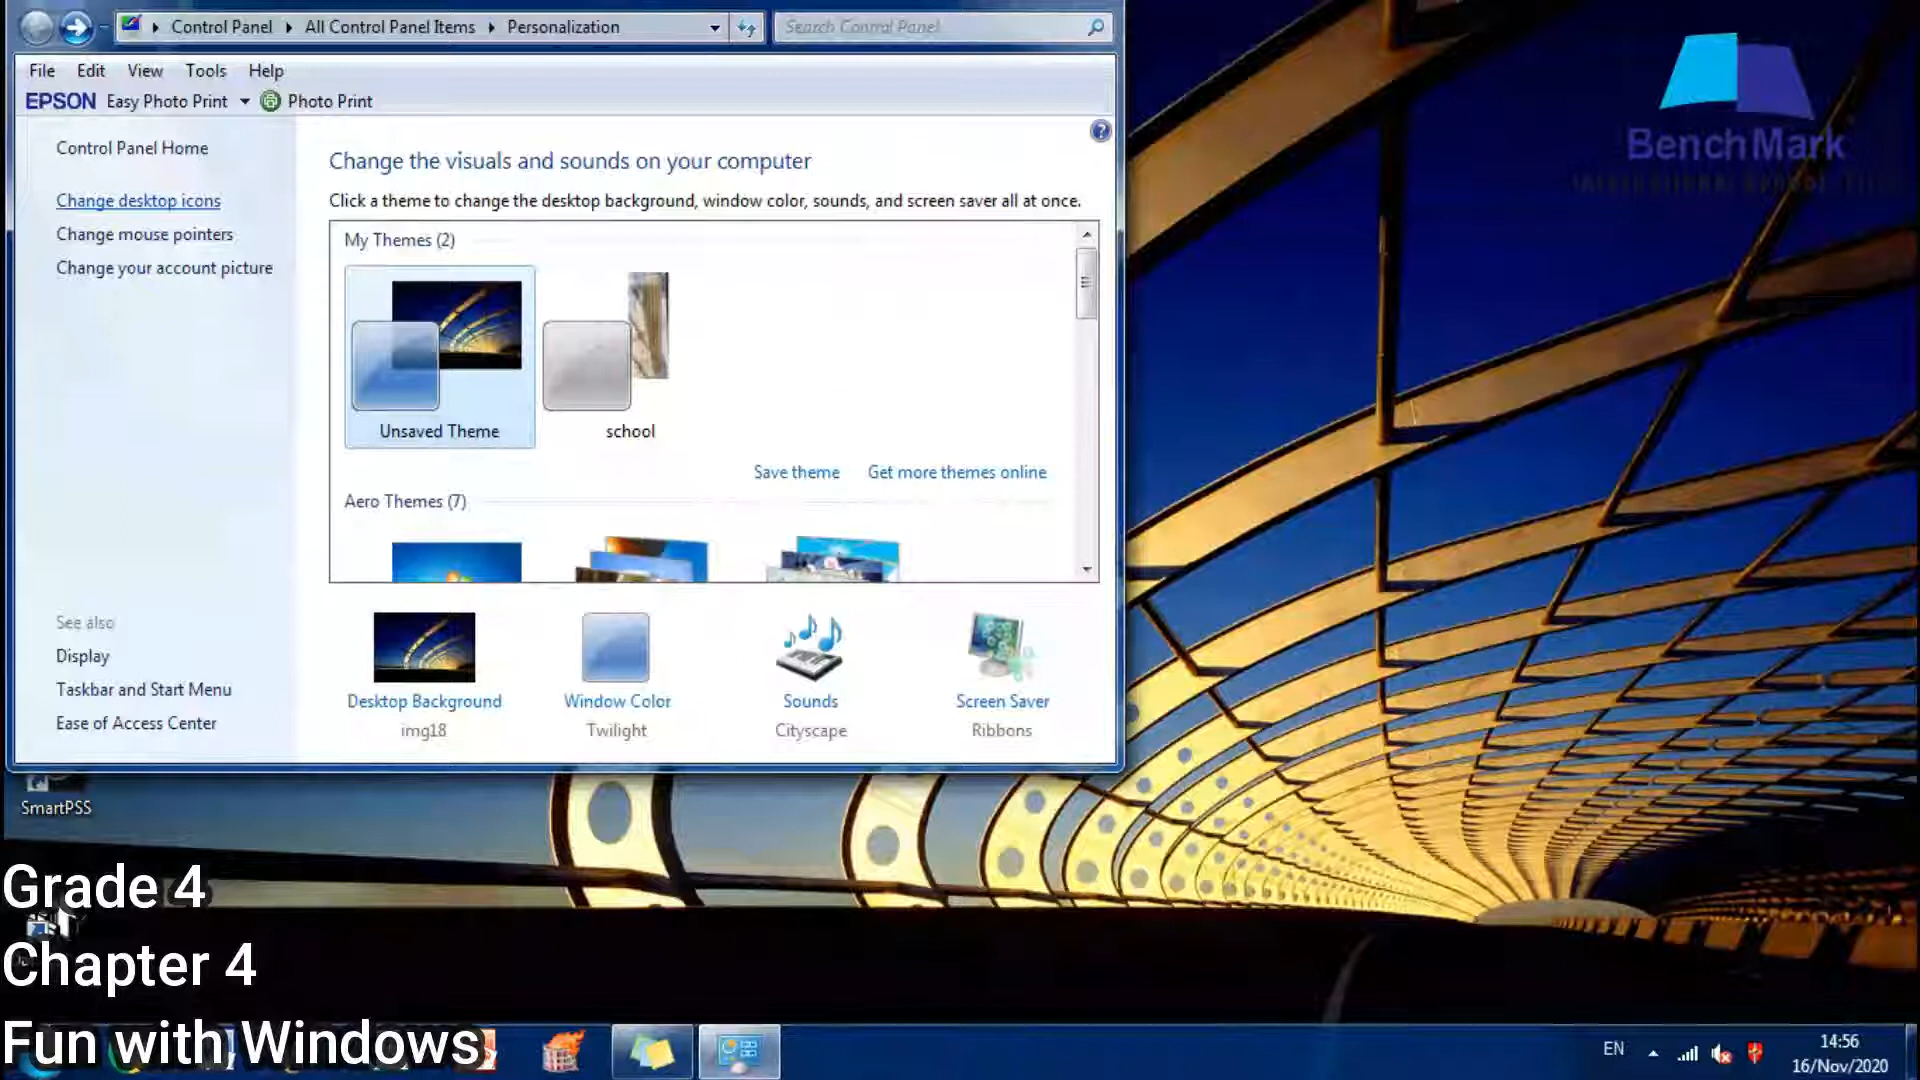 Control Panel Items
Control Panel
All Control Panel Items
Personalization
Search Control Panel
File
Edit
View
Tools
Help
EPSON
Easy Photo Print
Photo Print
Control Panel Home
Change desktop icons
Change mouse pointers
Change your account picture
Change the visuals and sounds on your computer
Click a theme to change the desktop background, window color, sounds, and screen saver all at once.
My Themes (2)
Unsaved Theme
school
Save theme
Get more themes online
Aero Themes (7)
Desktop Background
img18
Window Color
Twilight
Sounds
Cityscape
Screen Saver
Ribbons
See also
Display
Taskbar and Start Menu
Ease of Access Center
BenchMark
SmartPSS
Grade 4
Chapter 4
Fun with Windows
EN
14:56
16/Nov/2020